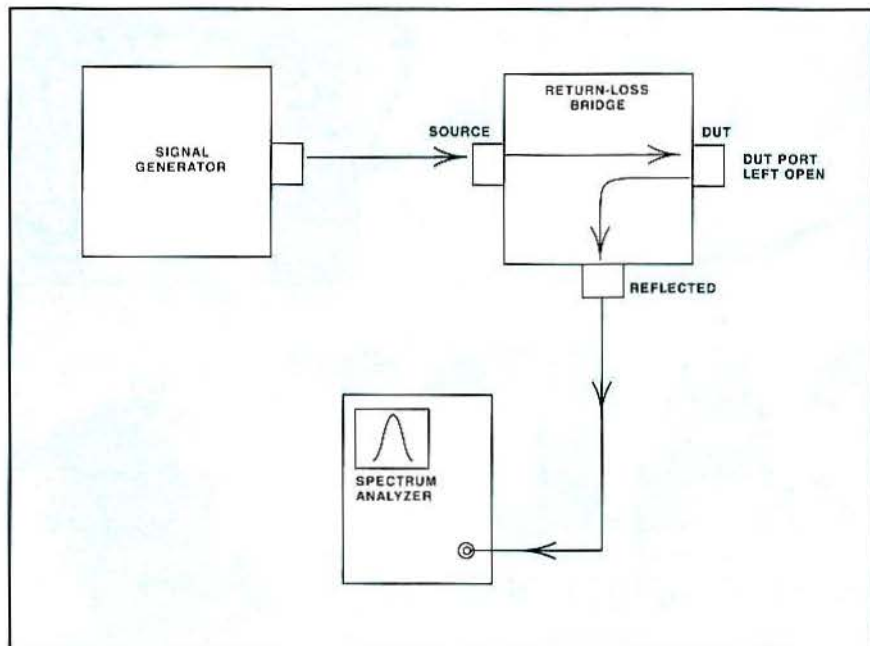 SIGNAL
GENERATOR
SOURCE
RETURN-LOSS
BRIDGE
DUT
DUT PORT
LEFT OPEN
REFLECTED
SPECTRUM
ANALYZER